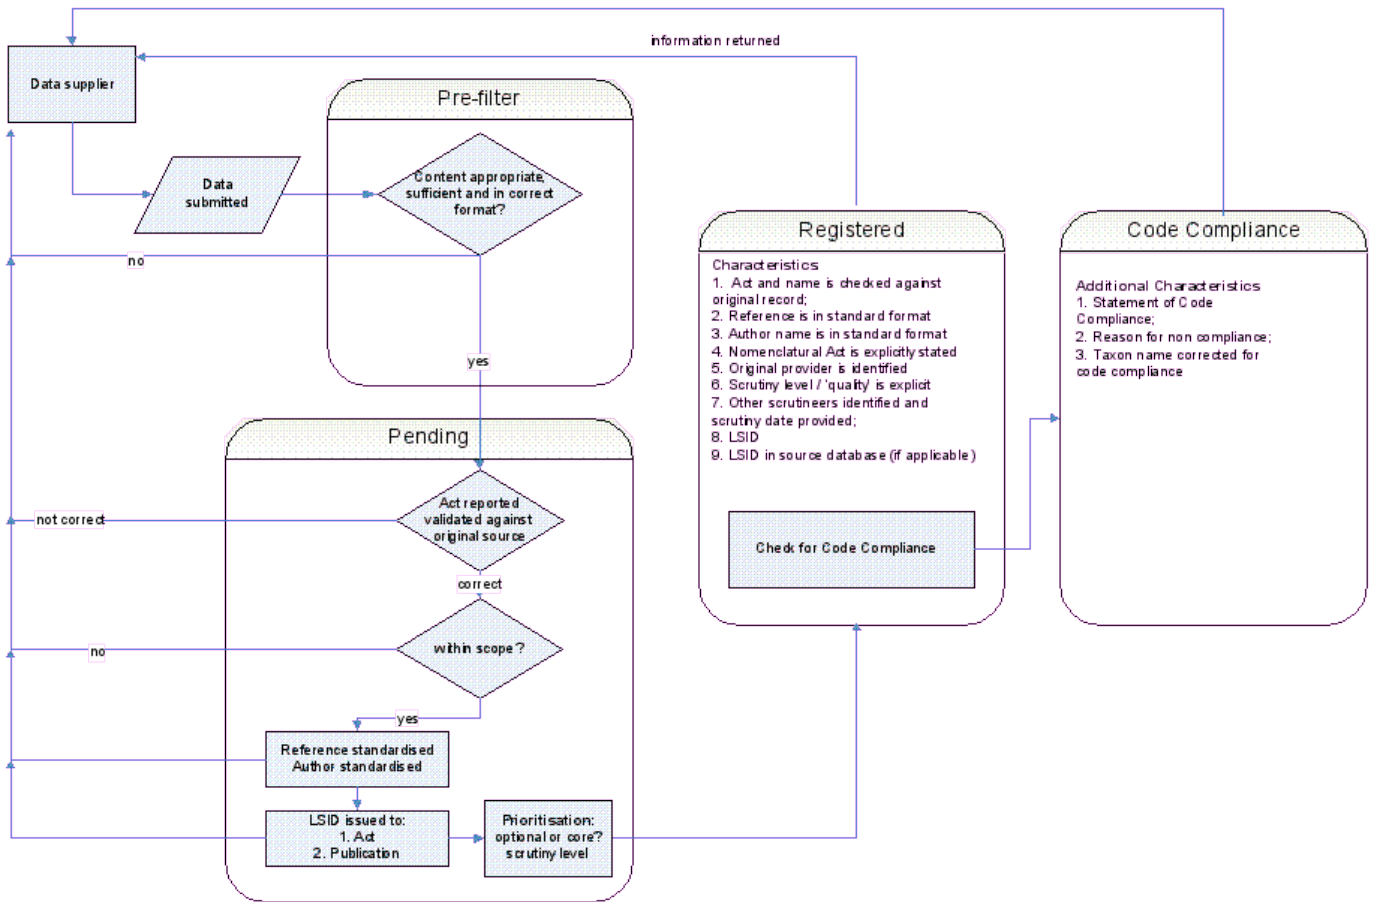 information returned
Data supplier
Pre-filter
Data
submitted
Content appropriate,
sufficient and in correct
format?
no
yes
Pending
Act reported
validated against
original source
not correct
correct
within scope?
no
yes
Reference standardised
Author standardised
LSID issued to:
1. Act
2. Publication
Prioritisation:
optional or core?
scrutiny level
Registered
Characteristics
1. Act and name is checked against
original record;
2. Reference is in standard format
3. Author name is in standard format
4. Nomenclatural Act is explicitly stated
5. Original provider is identified
6. Scrutiny level / 'quality' is explicit
7. Other scrutineers identified and
scrutiny date provided;
8. LSID
9. LSID in source database (if applicable)
Check for Code Compliance
Code Compliance
Additional Characteristics
1. Statement of Code
Compliance;
2. Reason for non compliance;
3. Taxon name corrected for
code compliance